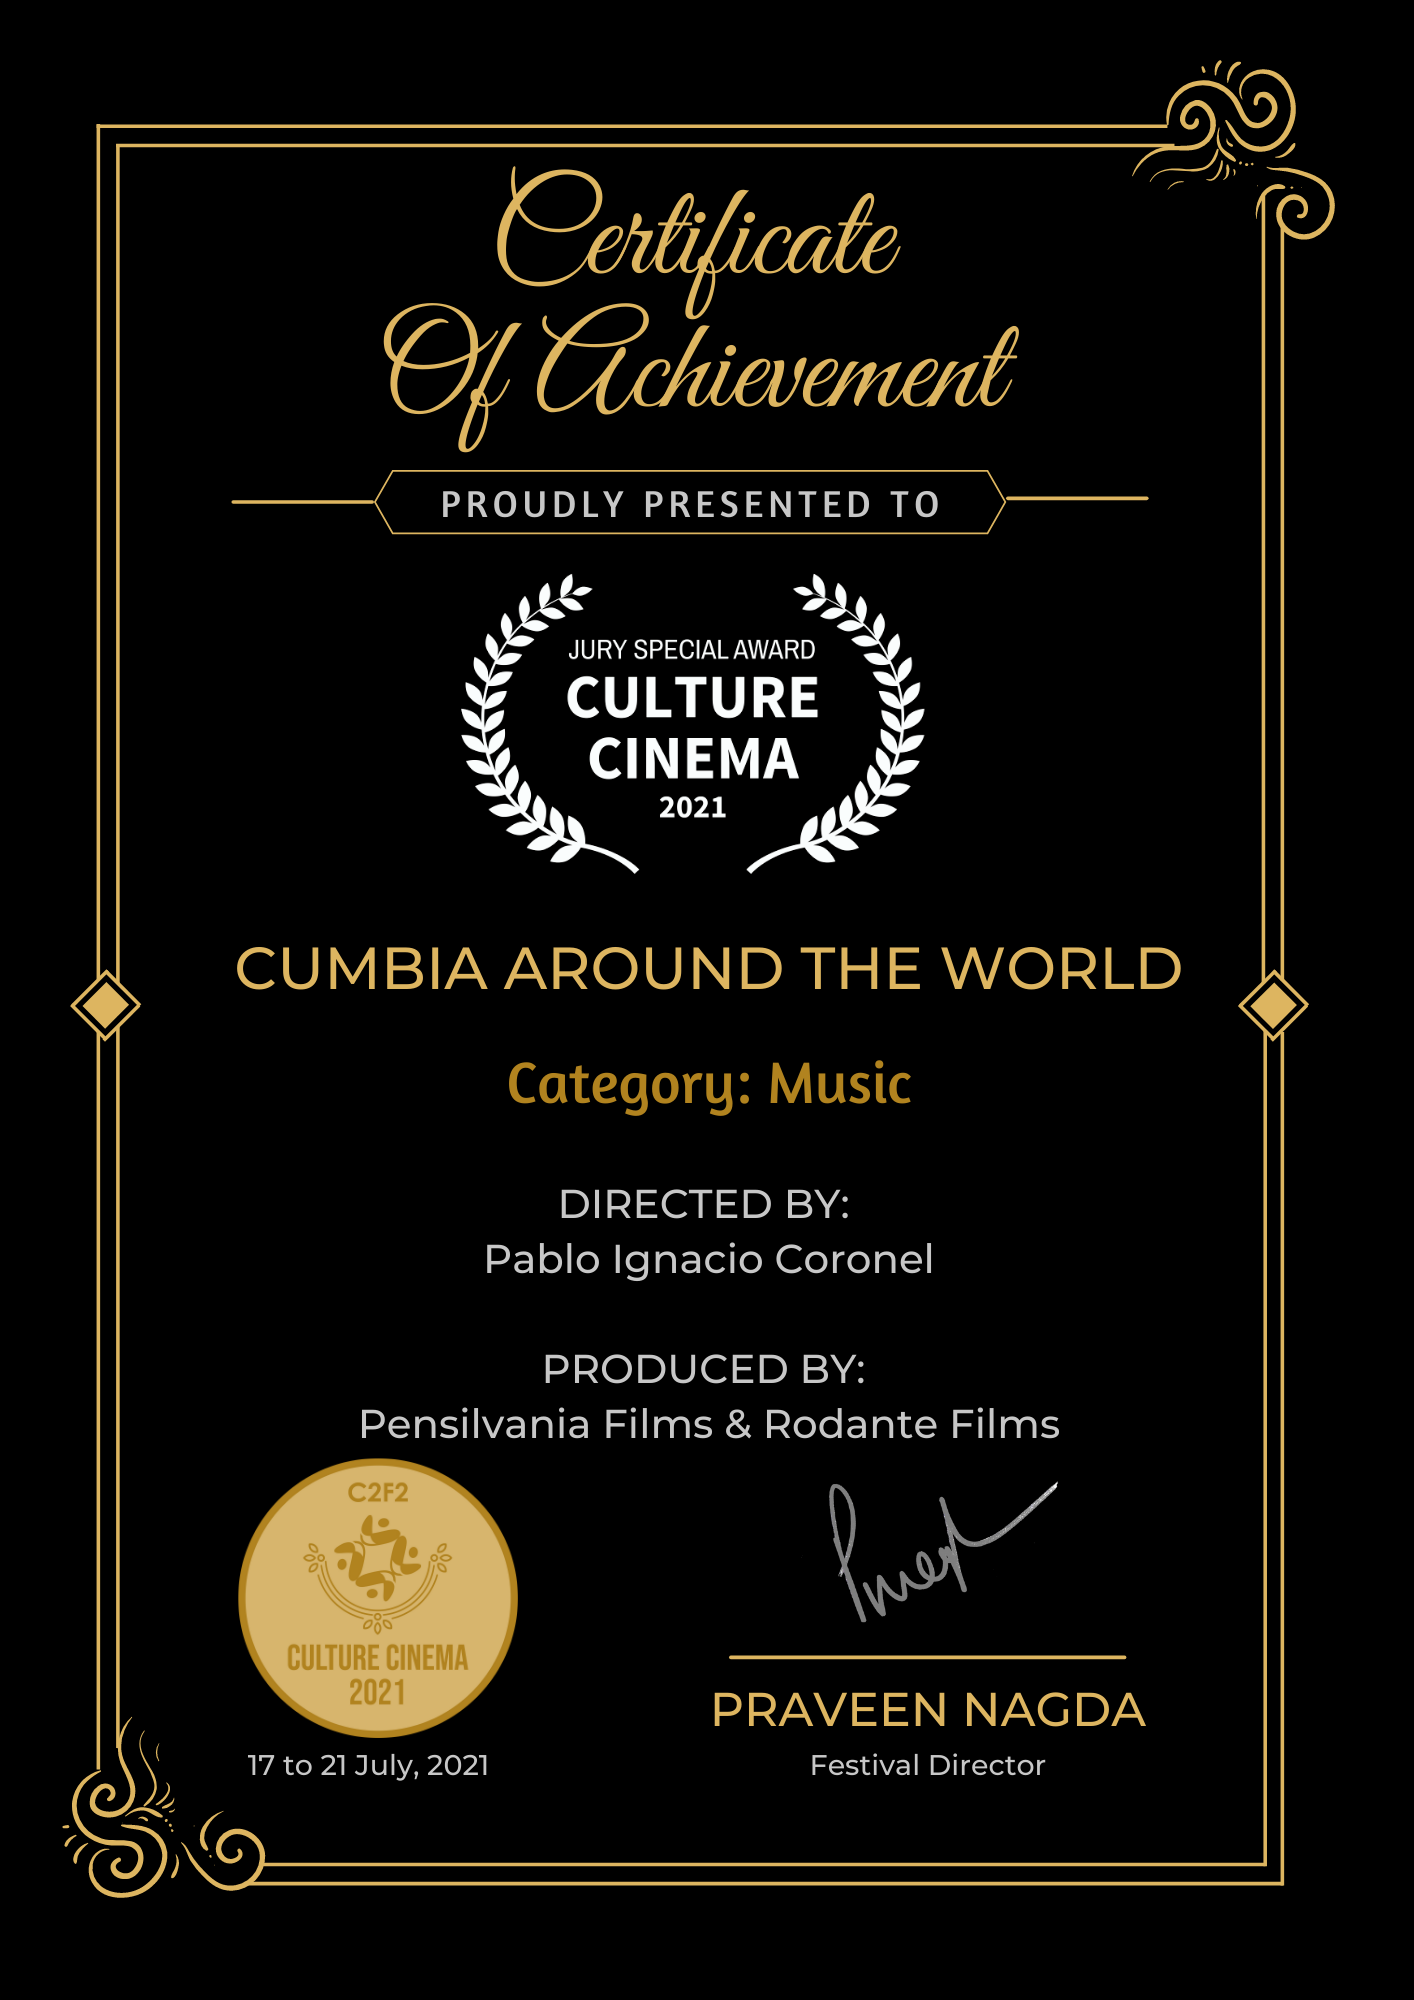 Certificate
Of Achievement
PROUDLY PRESENTED TO
JURY SPECIAL AWARD
CULTURE
CINEMA
2021
CUMBIA AROUND THE WORLD
Category: Music
DIRECTED BY:
Pablo Ignacio Coronel
PRODUCED BY:
Pensilvania Films & Rodante Films
C2F2
CULTURE CINEMA
2021
17 to 21 July, 2021
PRAVEEN NAGDA
Festival Director